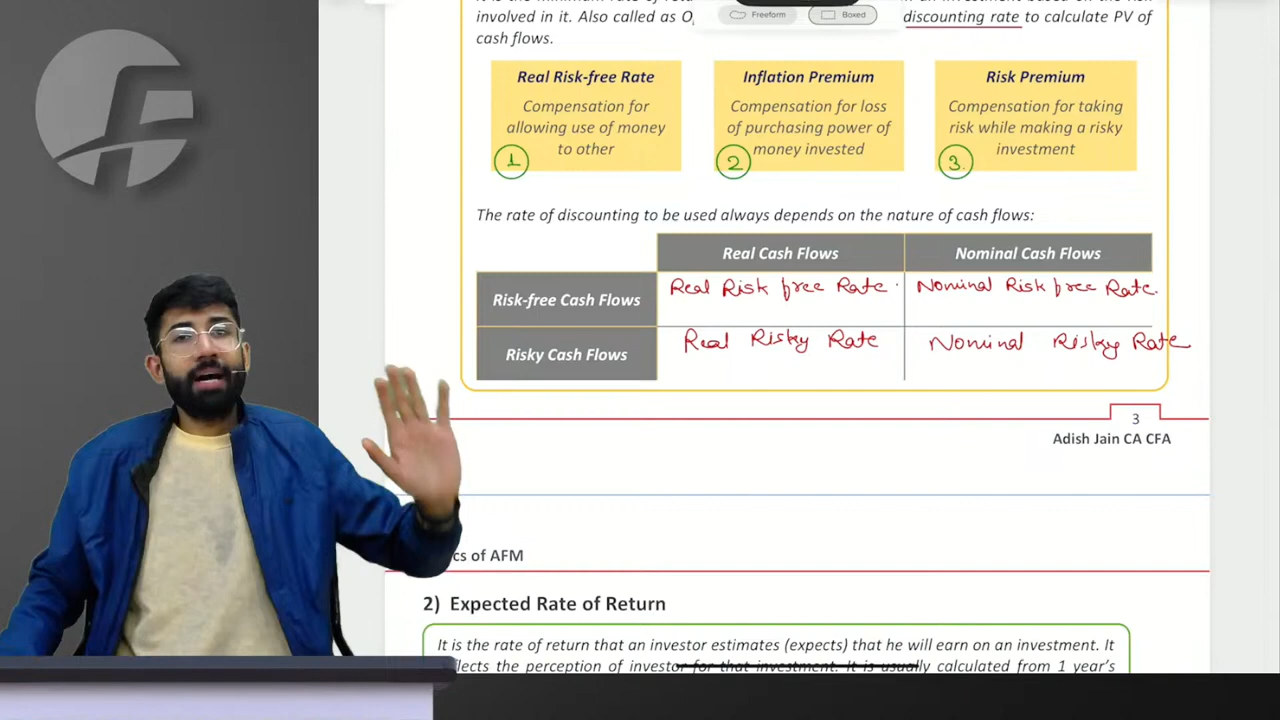 Freeform
Boxed
involved in it. Also called as
discounting rate to calculate PV of
cash flows.
Real Risk-free Rate
Compensation for
allowing use of money
to other
1
Inflation Premium
Compensation for loss
of purchasing power of
money invested
2
Risk Premium
Compensation for taking
risk while making a risky
investment
3.
The rate of discounting to be used always depends on the nature of cash flows:
Real Cash Flows
Nominal Cash Flows
Risk-free Cash Flows
Real Risk free Rate.
Nominal Risk free Rate.
Risky Cash Flows
Real Risky Rate
Nominal Risky Rate
3
Adish Jain CA CFA
of AFM
2) Expected Rate of Return
It is the rate of return that an investor estimates (expects) that he will earn on an investment. It
the perception of investor for that investment. It is usually calculated from 1 year's